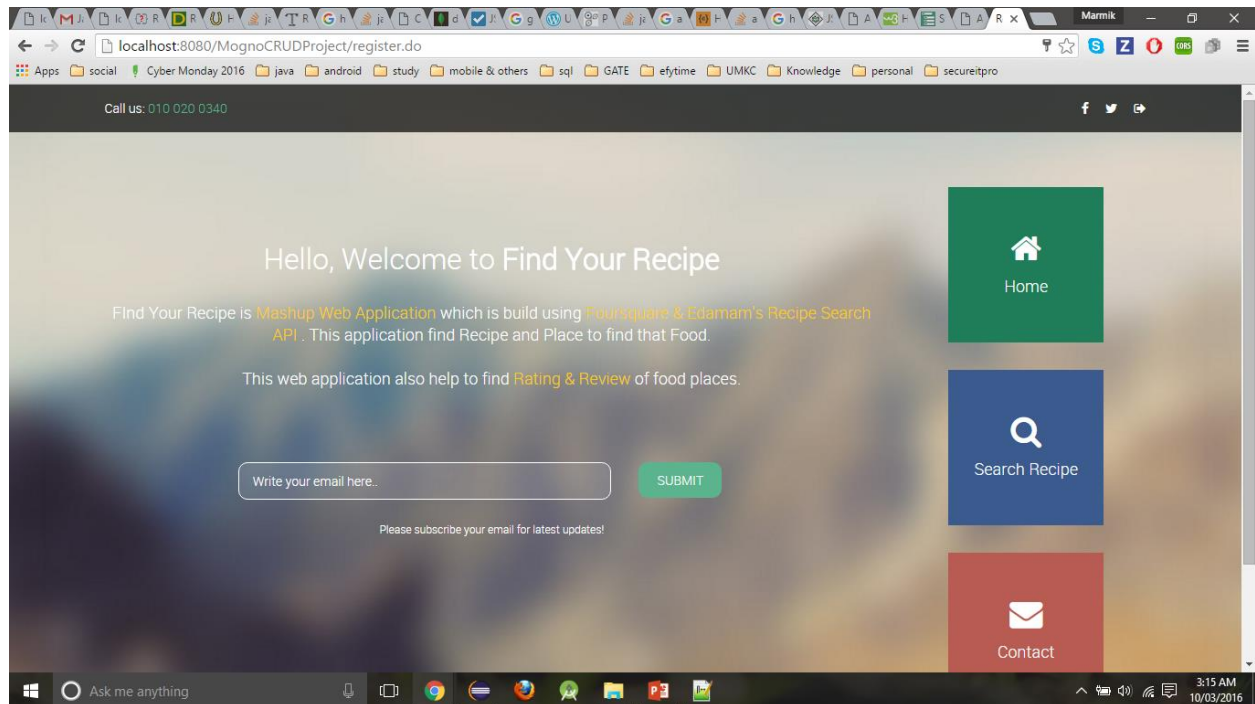 Marmik
localhost:8080/MognoCRUDProject/register.do
Apps social Cyber Monday 2016 java android study mobile & others sql GATE efytime UMKC Knowledge personal secureitpro
Call us: 010 020 0340
Hello, Welcome to Find Your Recipe
FInd Your Recipe is Mashup Web Application which is build using Foursquare & Edamam's Recipe Search
API . This application find Recipe and Place to find that Food.
This web application also help to find Rating & Review of food places.
Write your email here..
SUBMIT
Please subscribe your email for latest updates!
Home
Search Recipe
Contact
Ask me anything
3:15 AM
10/03/2016